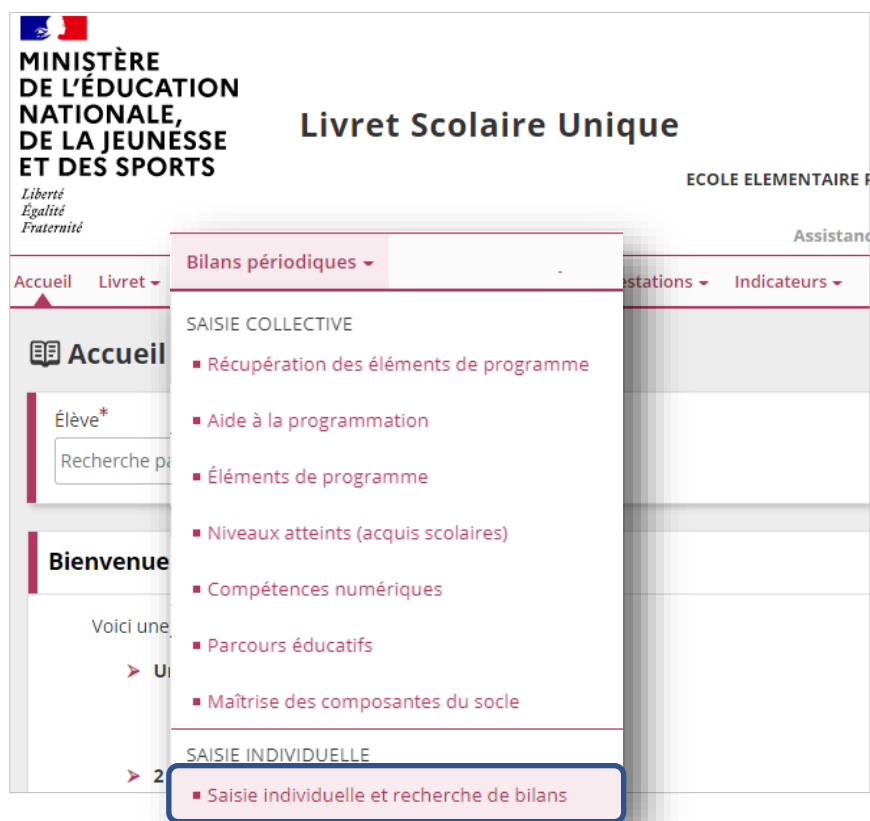 MINISTÈRE
DE L'ÉDUCATION
NATIONALE,
DE LA JEUNESSE
ET DES SPORTS
Liberté
Égalité
Fraternité
Livret Scolaire Unique
ECOLE ELEMENTAIRE
Accueil Livret Bilans périodiques Indicateurs
SAISIE COLLECTIVE
Récupération des éléments de programme
Aide à la programmation
Éléments de programme
Niveaux atteints (acquis scolaires)
Compétences numériques
Parcours éducatifs
Maîtrise des composantes du socle
SAISIE INDIVIDUELLE
Saisie individuelle et recherche de bilans
Accueil
Élève*
Recherche
Bienvenue
Voici une
2